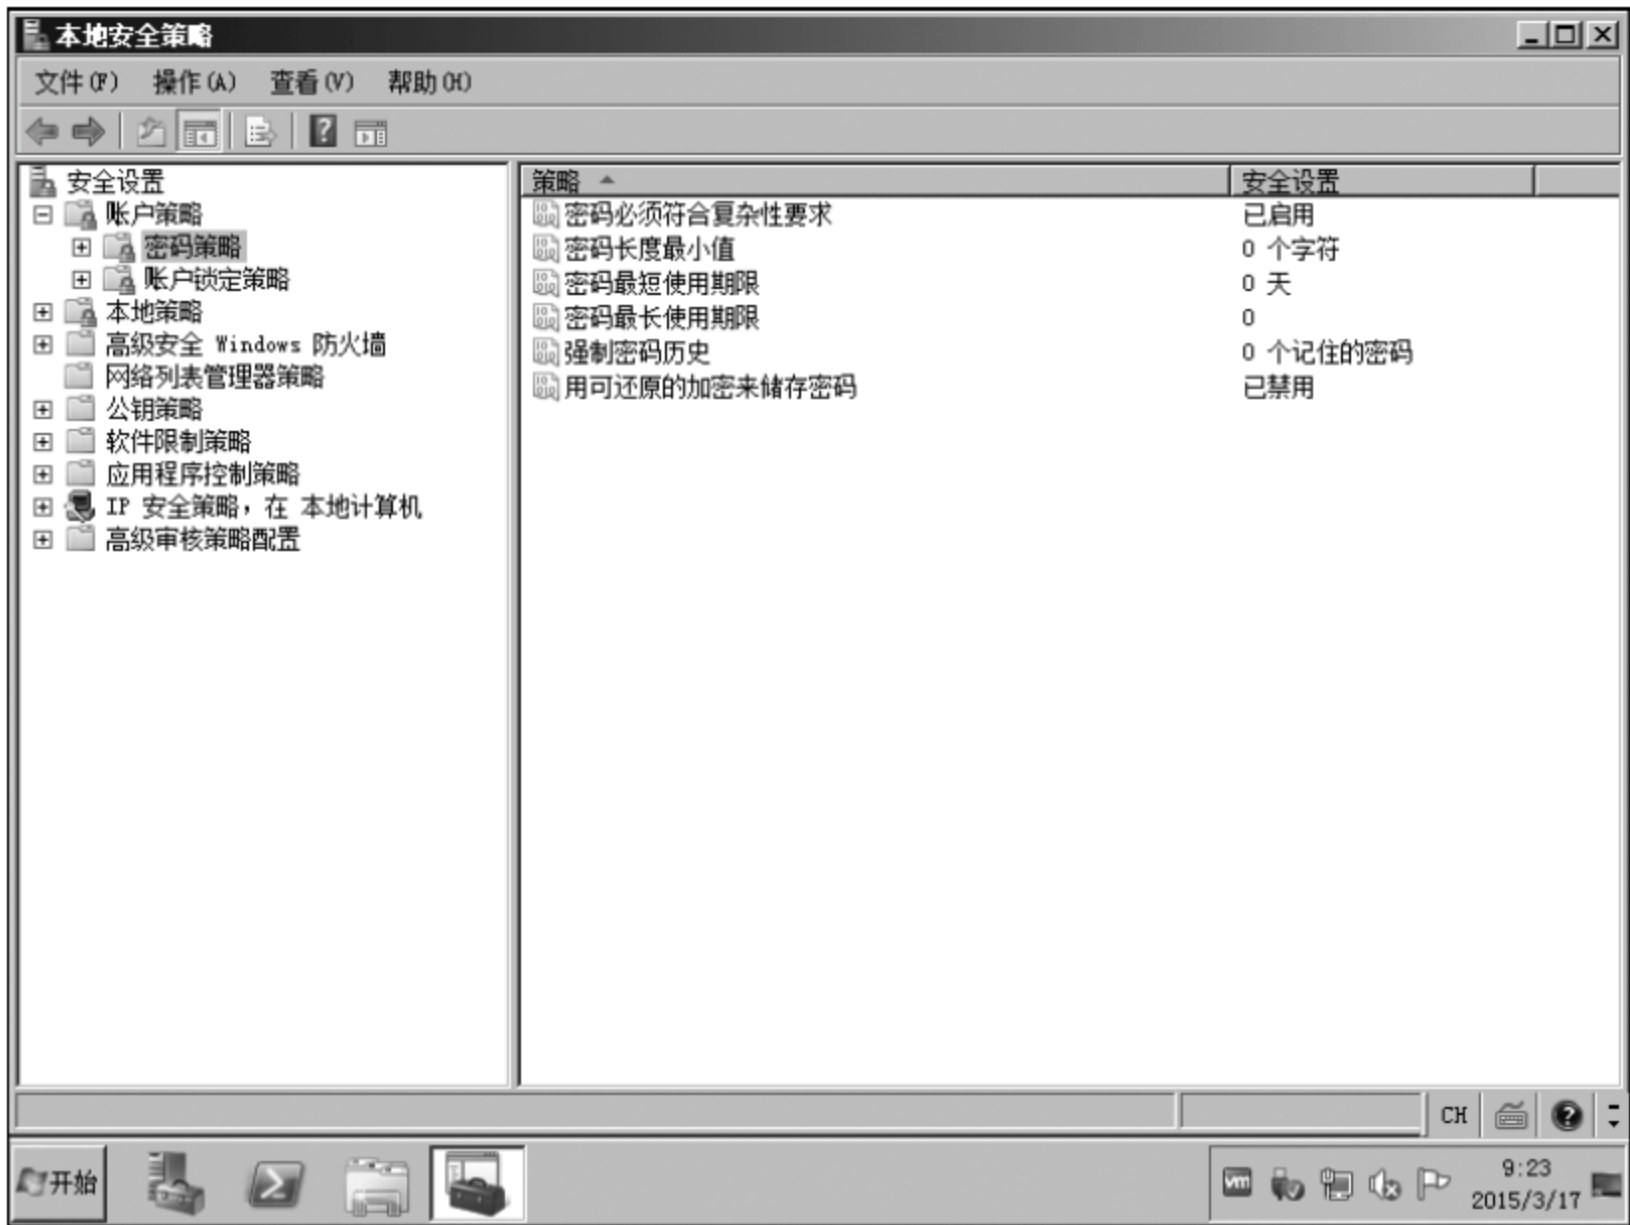 本地安全策略
文件(F) 操作(A) 查看(V) 帮助(H)
安全设置
账户策略
密码策略
账户锁定策略
本地策略
高级安全 Windows 防火墙
网络列表管理器策略
公钥策略
软件限制策略
应用程序控制策略
IP 安全策略，在 本地计算机
高级审核策略配置
策略 安全设置
密码必须符合复杂性要求 已启用
密码长度最小值 0 个字符
密码最短使用期限 0 天
密码最长使用期限 0
强制密码历史 0 个记住的密码
用可还原的加密来储存密码 已禁用
CH
开始
vm
9:23
2015/3/17